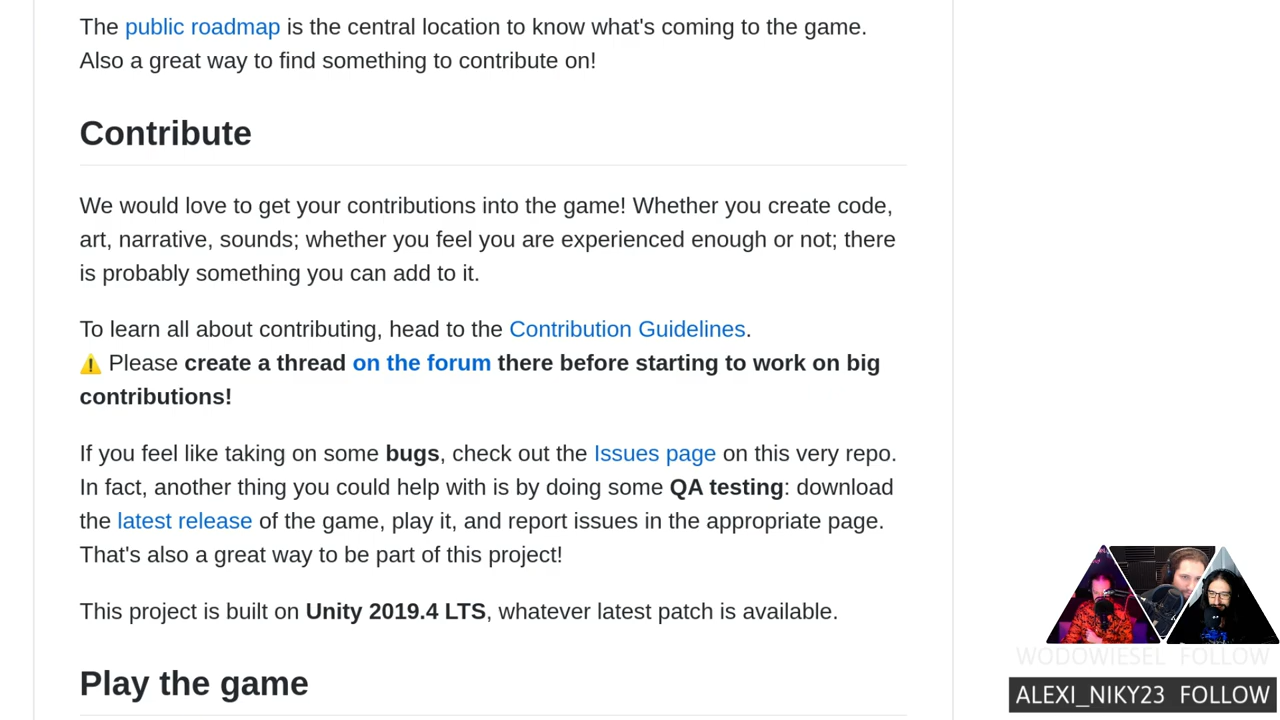 The public roadmap is the central location to know what's coming to the game.
Also a great way to find something to contribute on!
Contribute
We would love to get your contributions into the game! Whether you create code,
art, narrative, sounds; whether you feel you are experienced enough or not; there
is probably something you can add to it.
To learn all about contributing, head to the Contribution Guidelines.
⚠️ Please create a thread on the forum there before starting to work on big
contributions!
If you feel like taking on some bugs, check out the Issues page on this very repo.
In fact, another thing you could help with is by doing some QA testing: download
the latest release of the game, play it, and report issues in the appropriate page.
That's also a great way to be part of this project!
This project is built on Unity 2019.4 LTS, whatever latest patch is available.
Play the game
WODOWIESEL FOLLOW
ALEXI_NIKY23 FOLLOW